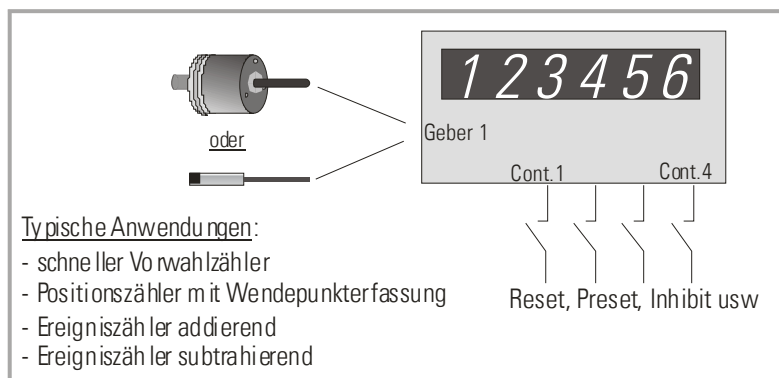 123456
oder
Geber 1
Cont.1 Cont.4
Typische Anwendungen:
- schneller Vorwahlzähler
- Positionszähler mit Wendepunkterfassung
- Ereigniszähler addierend
- Ereigniszähler subtrahierend
Reset, Preset, Inhibit usw